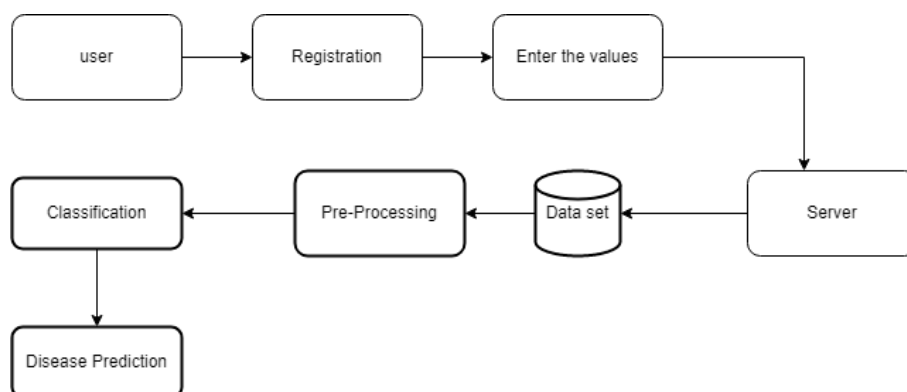 user
Registration
Enter the values
Classification
Pre-Processing
Data set
Server
Disease Prediction